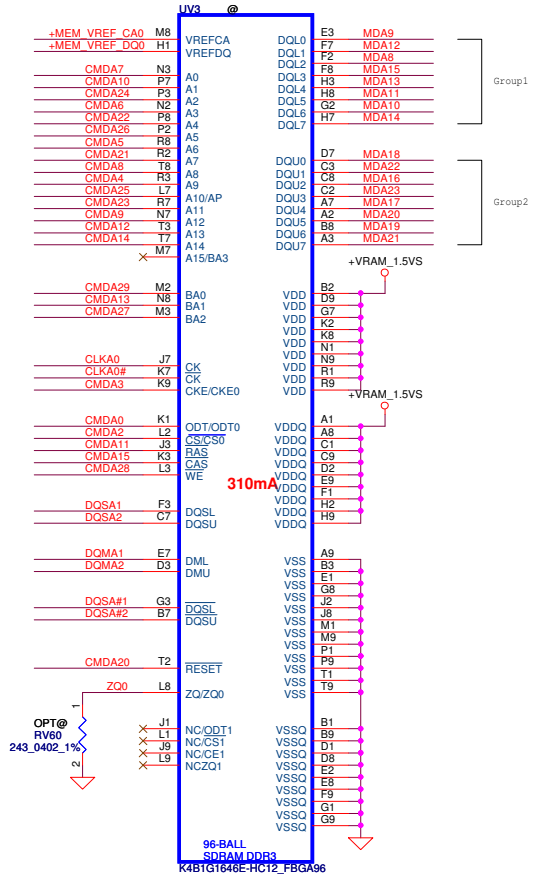 UV3 @
+MEM_VREF_CA0 M8 VREFCA
+MEM_VREF_DQ0 H1 VREFDQ
CMDA7 N3 A0
CMDA10 P7 A1
CMDA24 P3 A2
CMDA6 N2 A3
CMDA22 P8 A4
CMDA26 P2 A5
CMDA5 R8 A6
CMDA21 R2 A7
CMDA8 T8 A8
CMDA4 R3 A9
CMDA25 L7 A10/AP
CMDA23 R7 A11
CMDA9 N7 A12
CMDA12 T3 A13
CMDA14 T7 A14
M7 A15/BA3
CMDA29 M2 BA0
CMDA13 N8 BA1
CMDA27 M3 BA2
CLKA0 J7 CK
CLKA0# K7 CK
CMDA3 K9 CKE/CKE0
CMDA0 K1 ODT/ODT0
CMDA2 L2 CS/CS0
CMDA11 J3 RAS
CMDA15 K3 CAS
CMDA28 L3 WE
DQSA1 F3 DQSL
DQSA2 C7 DQSU
DQMA1 E7 DML
DQMA2 D3 DMU
DQSA#1 G3 DQSL
DQSA#2 B7 DQSU
CMDA20 T2 RESET
ZQ0 L8 ZQ/ZQ0
1
OPT@
RV60
243_0402_1%
2
J1 NC/ODT1
L1 NC/CS1
J9 NC/CE1
L9 NCZQ1
DQL0 E3 MDA9
DQL1 F7 MDA12
DQL2 F2 MDA8
DQL3 F8 MDA15
DQL4 H3 MDA13
DQL5 H8 MDA11
DQL6 G2 MDA10
DQL7 H7 MDA14
Group1
DQU0 D7 MDA18
DQU1 C3 MDA22
DQU2 C8 MDA16
DQU3 C2 MDA23
DQU4 A7 MDA17
DQU5 A2 MDA20
DQU6 B8 MDA19
DQU7 A3 MDA21
Group2
+VRAM_1.5VS
VDD B2
VDD D9
VDD G7
VDD K2
VDD K8
VDD N1
VDD N9
VDD R1
VDD R9
+VRAM_1.5VS
VDDQ A1
VDDQ A8
VDDQ C1
VDDQ C9
VDDQ D2
VDDQ E9
VDDQ F1
VDDQ H2
VDDQ H9
310mA
VSS A9
VSS B3
VSS E1
VSS G8
VSS J2
VSS J8
VSS M1
VSS M9
VSS P1
VSS P9
VSS T1
VSS T9
VSSQ B1
VSSQ B9
VSSQ D1
VSSQ D8
VSSQ E2
VSSQ E8
VSSQ F9
VSSQ G1
VSSQ G9
96-BALL
SDRAM DDR3
K4B1G1646E-HC12_FBGA96